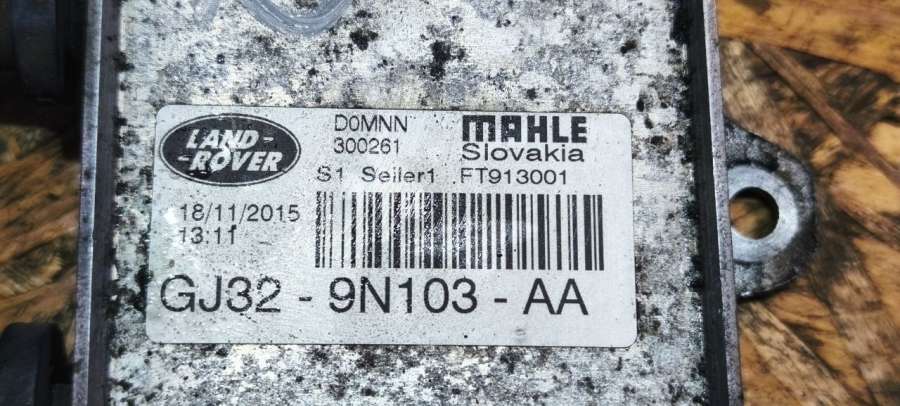 LAND-
-ROVER
D0MNN
300261
MAHLE
Slovakia
S1 Seiler1 FT913001
18/11/2015
13:11
GJ32 - 9N103 - AA